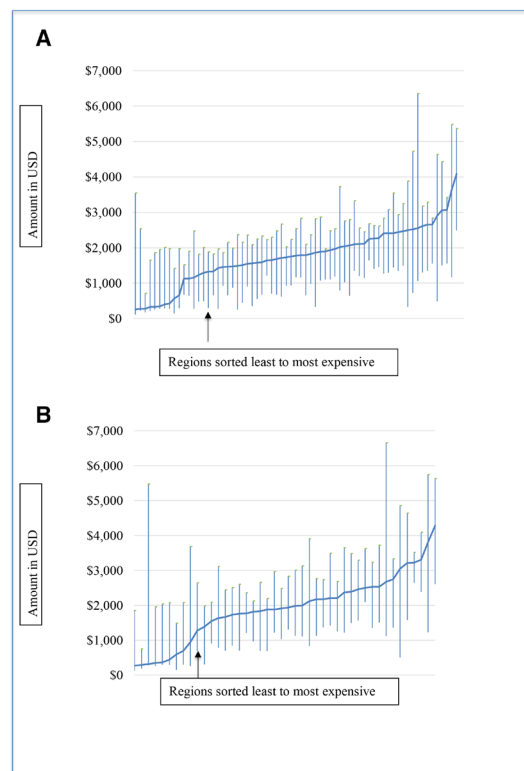 A
$7,000
$6,000
$5,000
$4,000
$3,000
$2,000
$1,000
$0
Amount in USD
Regions sorted least to most expensive
B
$7,000
$6,000
$5,000
$4,000
$3,000
$2,000
$1,000
$0
Amount in USD
Regions sorted least to most expensive